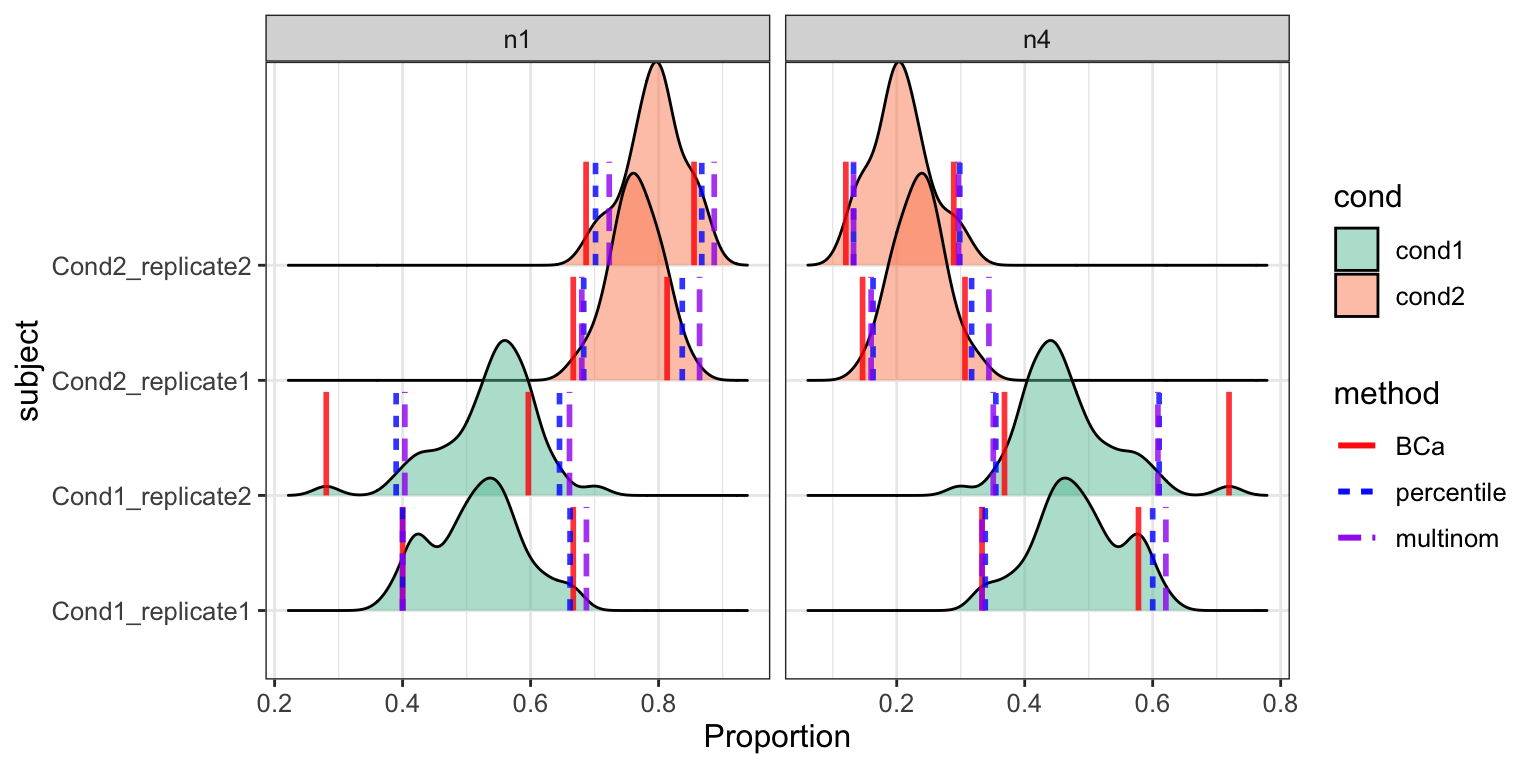 n1
n4
subject
Cond2_replicate2
Cond2_replicate1
Cond1_replicate2
Cond1_replicate1
0.2 0.4 0.6 0.8
0.2 0.4 0.6 0.8
Proportion
cond
cond1
cond2
method
BCa
percentile
multinom